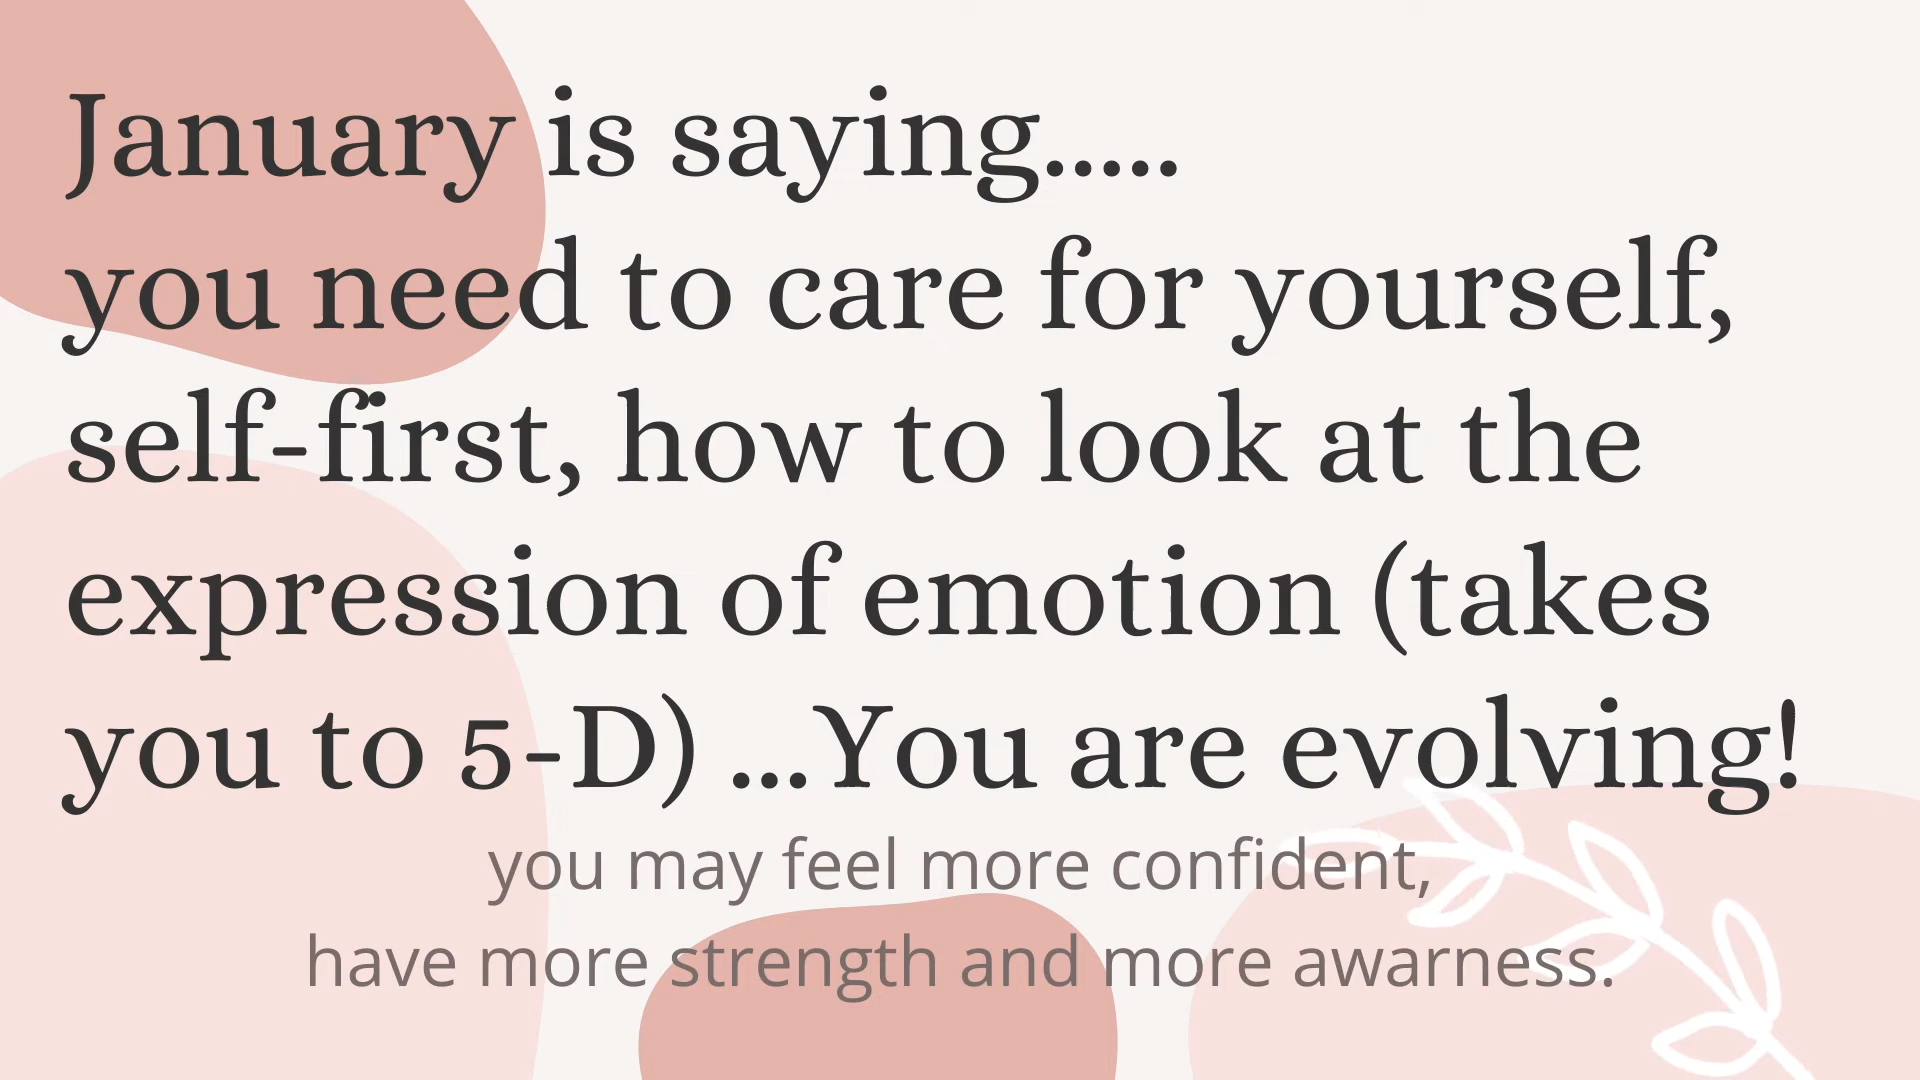 January is saying.....
you need to care for yourself,
self-first, how to look at the
expression of emotion (takes
you to 5-D) ...You are evolving!
you may feel more confident,
have more strength and more awarness.